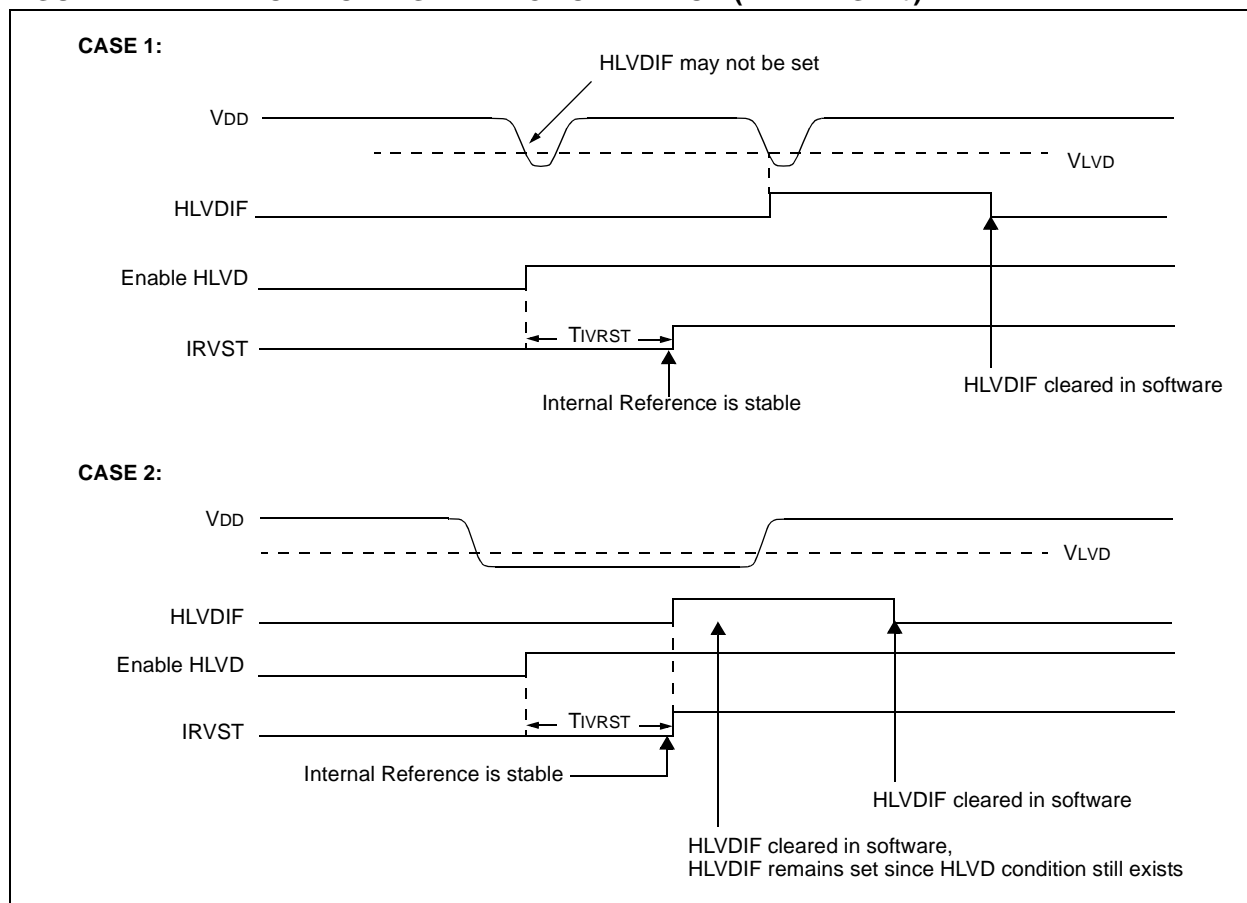 CASE 1:
HLVDIF may not be set
VDD
VLVD
HLVDIF
Enable HLVD
TIVRST
IRVST
HLVDIF cleared in software
Internal Reference is stable
CASE 2:
VDD
VLVD
HLVDIF
Enable HLVD
TIVRST
IRVST
Internal Reference is stable
HLVDIF cleared in software
HLVDIF cleared in software,
HLVDIF remains set since HLVD condition still exists